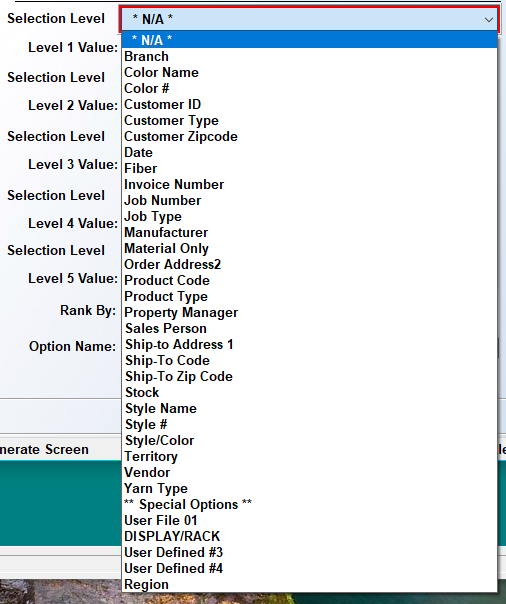 Selection Level * N/A *
Level 1 Value:
Selection Level
Level 2 Value:
Selection Level
Level 3 Value:
Selection Level
Level 4 Value:
Selection Level
Level 5 Value:
Rank By:
Option Name:
nerate Screen
* N/A *
Branch
Color Name
Color #
Customer ID
Customer Type
Customer Zipcode
Date
Fiber
Invoice Number
Job Number
Job Type
Manufacturer
Material Only
Order Address2
Product Code
Product Type
Property Manager
Sales Person
Ship-to Address 1
Ship-To Code
Ship-To Zip Code
Stock
Style Name
Style #
Style/Color
Territory
Vendor
Yarn Type
** Special Options **
User File 01
DISPLAY/RACK
User Defined #3
User Defined #4
Region